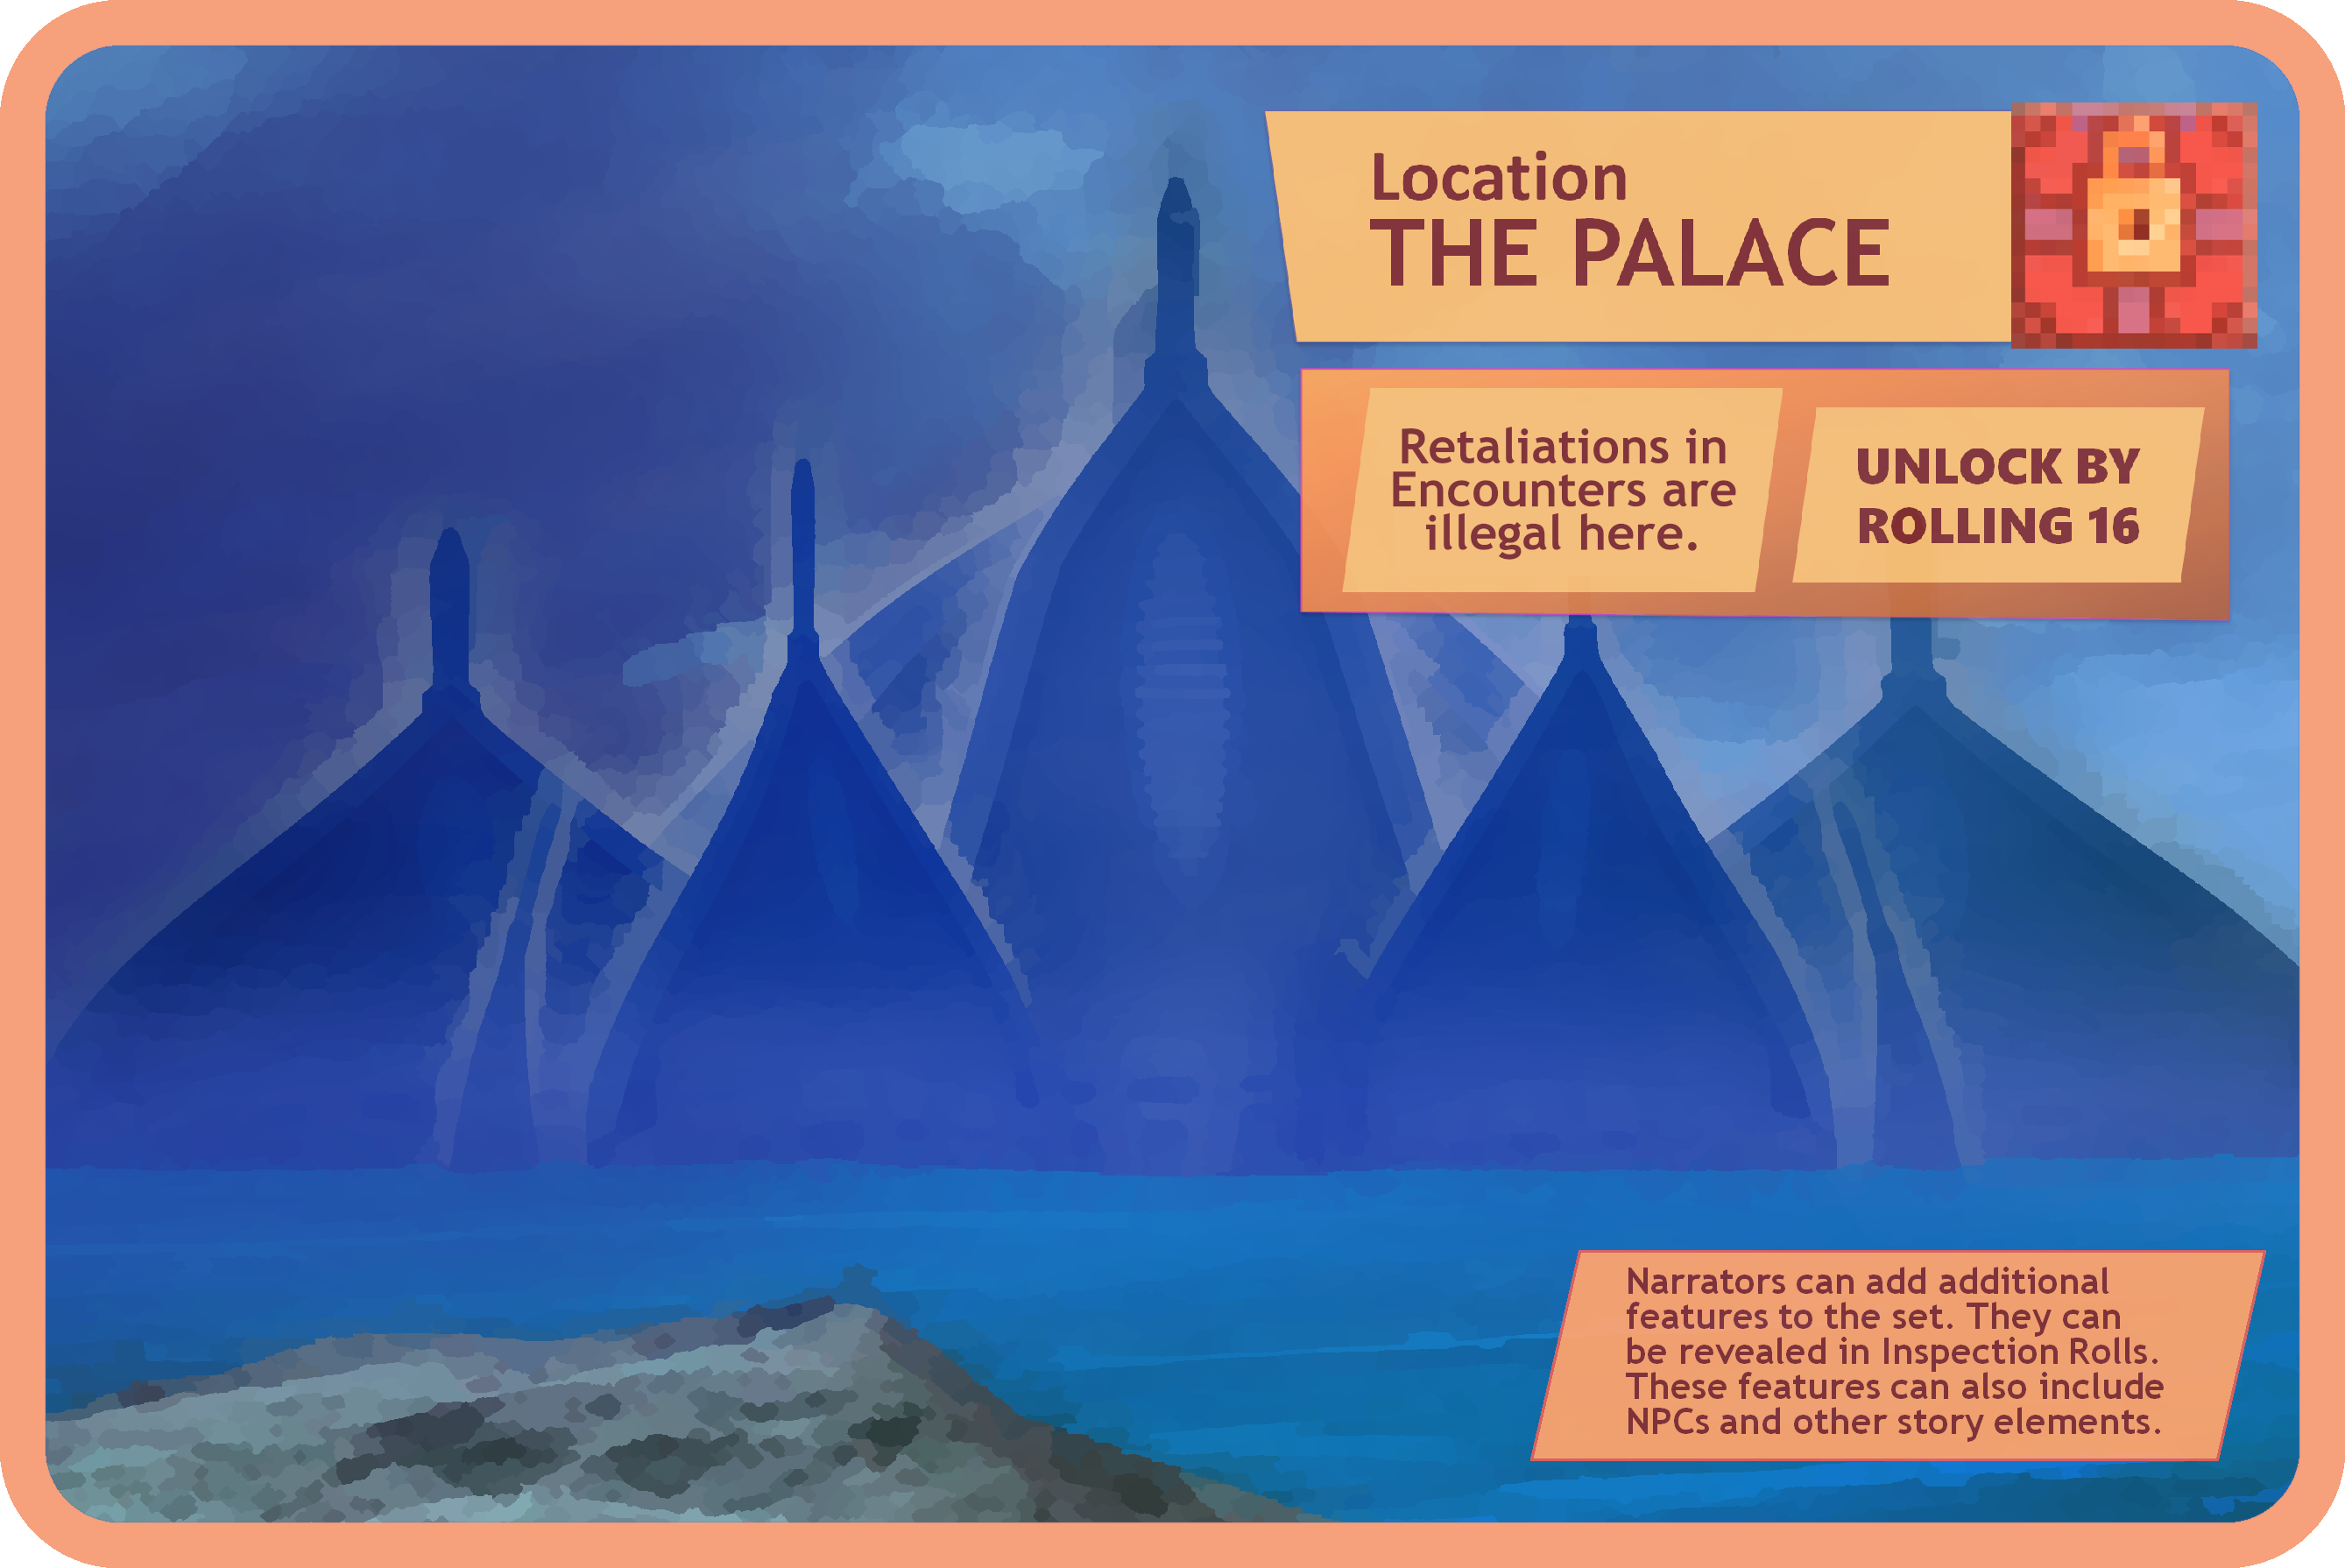 Location
THE PALACE
Retaliations in
Encounters are
illegal here.
UNLOCK BY
ROLLING 16
Narrators can add additional
features to the set. They can
be revealed in Inspection Rolls.
These features can also include
NPCs and other story elements.